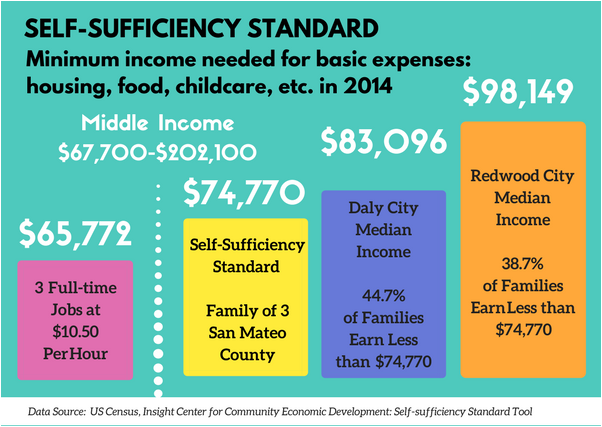 SELF-SUFFICIENCY STANDARD
Minimum income needed for basic expenses:
housing, food, childcare, etc. in 2014
Middle Income
$67,700-$202,100
$65,772
3 Full-time
Jobs at
$10.50
Per Hour
$74,770
Self-Sufficiency
Standard
Family of 3
San Mateo
County
$83,096
Daly City
Median
Income
44.7%
of Families
Earn Less
than $74,770
$98,149
Redwood City
Median
Income
38.7%
of Families
Earn Less than
$74,770
Data Source: US Census, Insight Center for Community Economic Development: Self-sufficiency Standard Tool